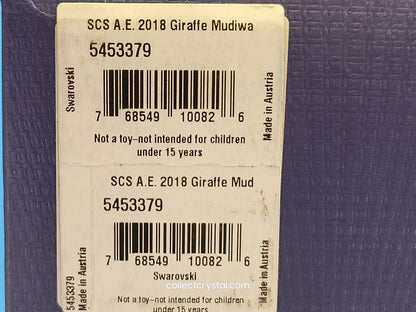 SCS A.E. 2018 Giraffe Mudiwa
5453379
Swarovski
Made in Austria
7 68549 10082 6
Not a toy–not intended for children
under 15 years
SCS A.E. 2018 Giraffe Mud
5453379
7 68549 10082 6
Swarovski
collectcrystal.com
Not a toy–not intended for children
under 15 years
5453379
Made in Austria
Made in Austria